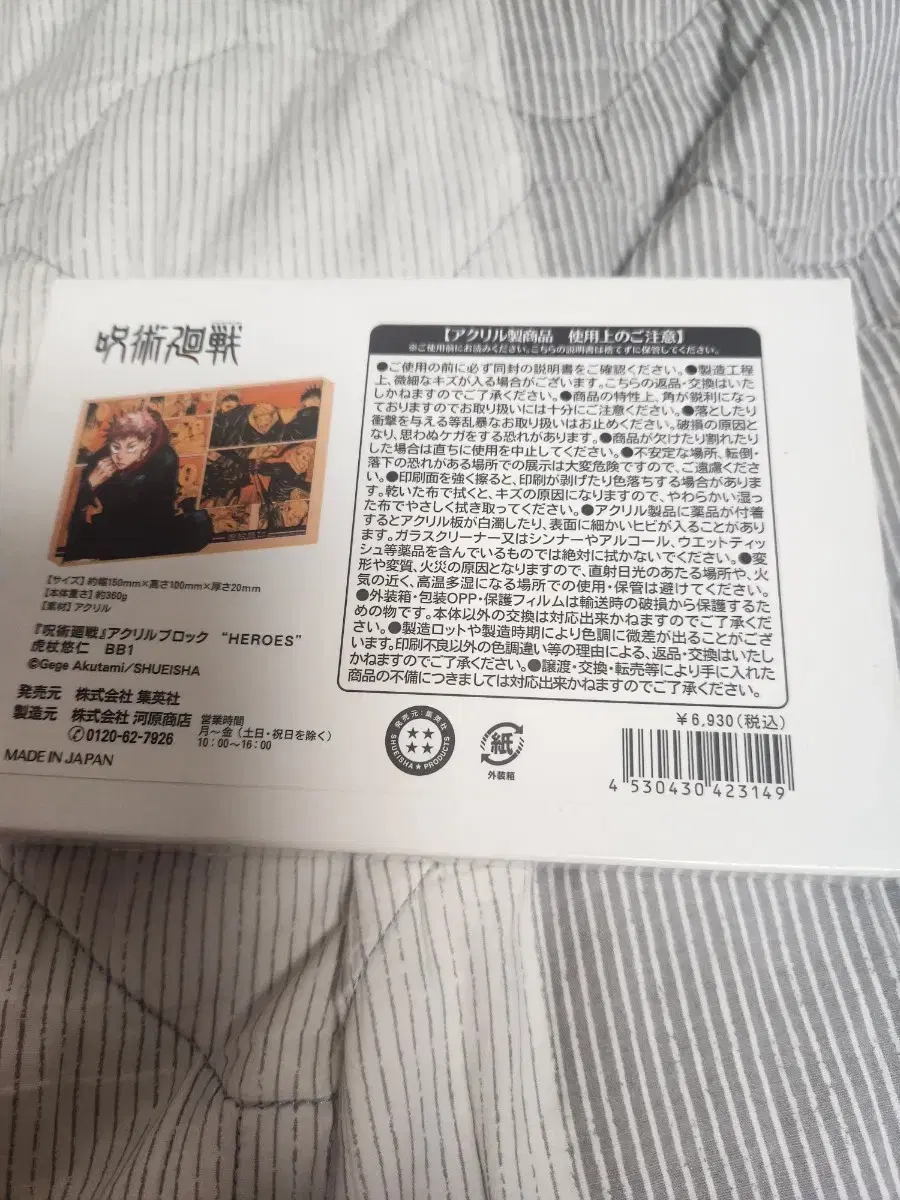 呪術廻戦
【サイズ】約幅150mm×高さ100mm×厚さ20mm
【本体重さ】約360g
【素材】アクリル
『呪術廻戦』アクリルブロック “HEROES”
虎杖悠仁 BB1
©Gege Akutami/SHUEISHA
発売元 株式会社 集英社
製造元 株式会社 河原商店
0120-62-7926
営業時間
月~金(土日・祝日を除く)
10:00~16:00
MADE IN JAPAN
【アクリル製商品 使用上のご注意】
※ご使用前にお読みください。こちらの説明書は捨てずに保管してください。
●ご使用の前に必ず同封の説明書をご確認ください。●製造工程
上、微細なキズが入る場合がございます。こちらの返品・交換はいた
しかねますのでご了承ください。●商品の特性上、角が鋭利になっ
ておりますのでお取り扱いには十分にご注意ください。●落としたり
衝撃を与える等乱暴なお取り扱いはお止めください。破損の原因と
なり、思わぬケガをする恐れがあります。●商品が欠けたり割れたり
した場合は直ちに使用を中止してください。●不安定な場所、転倒・
落下の恐れがある場所での展示は大変危険ですので、ご遠慮くださ
い。●印刷面を強く擦ると、印刷が剥げたり色落ちする場合がありま
す。乾いた布で拭くと、キズの原因になりますので、やわらかい湿っ
た布でやさしく拭き取ってください。●アクリル製品に薬品が付着
するとアクリル板が白濁したり、表面に細かいヒビが入ることがあり
ます。ガラスクリーナー又はシンナーやアルコール、ウエットティッ
シュ等薬品を含んでいるものでは絶対に拭かないでください。●変
形や変質、火災の原因となりますので、直射日光のあたる場所や、火
気の近く、高温多湿になる場所での使用・保管は避けてください。
●外装箱・包装OPP・保護フィルムは輸送時の破損から保護するた
めの物です。本体以外の交換は対応出来かねますのでご了承くださ
い。●製造ロットや製造時期により色調に微差が出ることがござ
います。印刷不良以外の色調違い等の理由による、返品・交換はいたし
かねますのでご了承ください。●譲渡・交換・転売等により手に入れた
商品の不備につきましては対応出来かねますのでご了承ください。
発売元:集英社
SHUEISHA★PRODUCTS
紙
外装箱
¥6,930(税込)
4 530430 423149